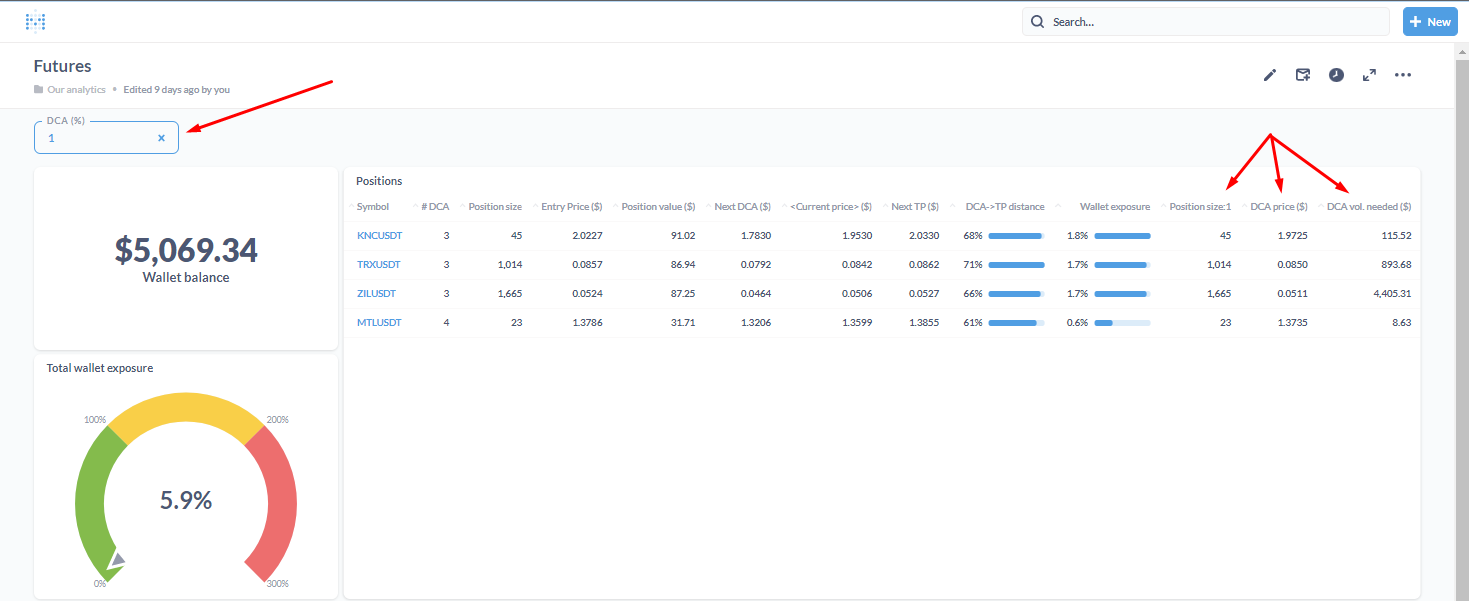 Search...
New
Futures
Our analytics • Edited 9 days ago by you
DCA (%)
1
$5,069.34
Wallet balance
Total wallet exposure
100%
200%
5.9%
0%
300%
Positions
Symbol # DCA Position size Entry Price ($) Position value ($) Next DCA ($) <Current price> ($) Next TP ($) DCA->TP distance Wallet exposure Position size:1 DCA price ($) DCA vol. needed ($)
KNCUSDT 3 45 2.0227 91.02 1.7830 1.9530 2.0330 68% 1.8% 45 1.9725 115.52
TRXUSDT 3 1,014 0.0857 86.94 0.0792 0.0842 0.0862 71% 1.7% 1,014 0.0850 893.68
ZILUSDT 3 1,665 0.0524 87.25 0.0464 0.0506 0.0527 66% 1.7% 1,665 0.0511 4,405.31
MTLUSDT 4 23 1.3786 31.71 1.3206 1.3599 1.3855 61% 0.6% 23 1.3735 8.63